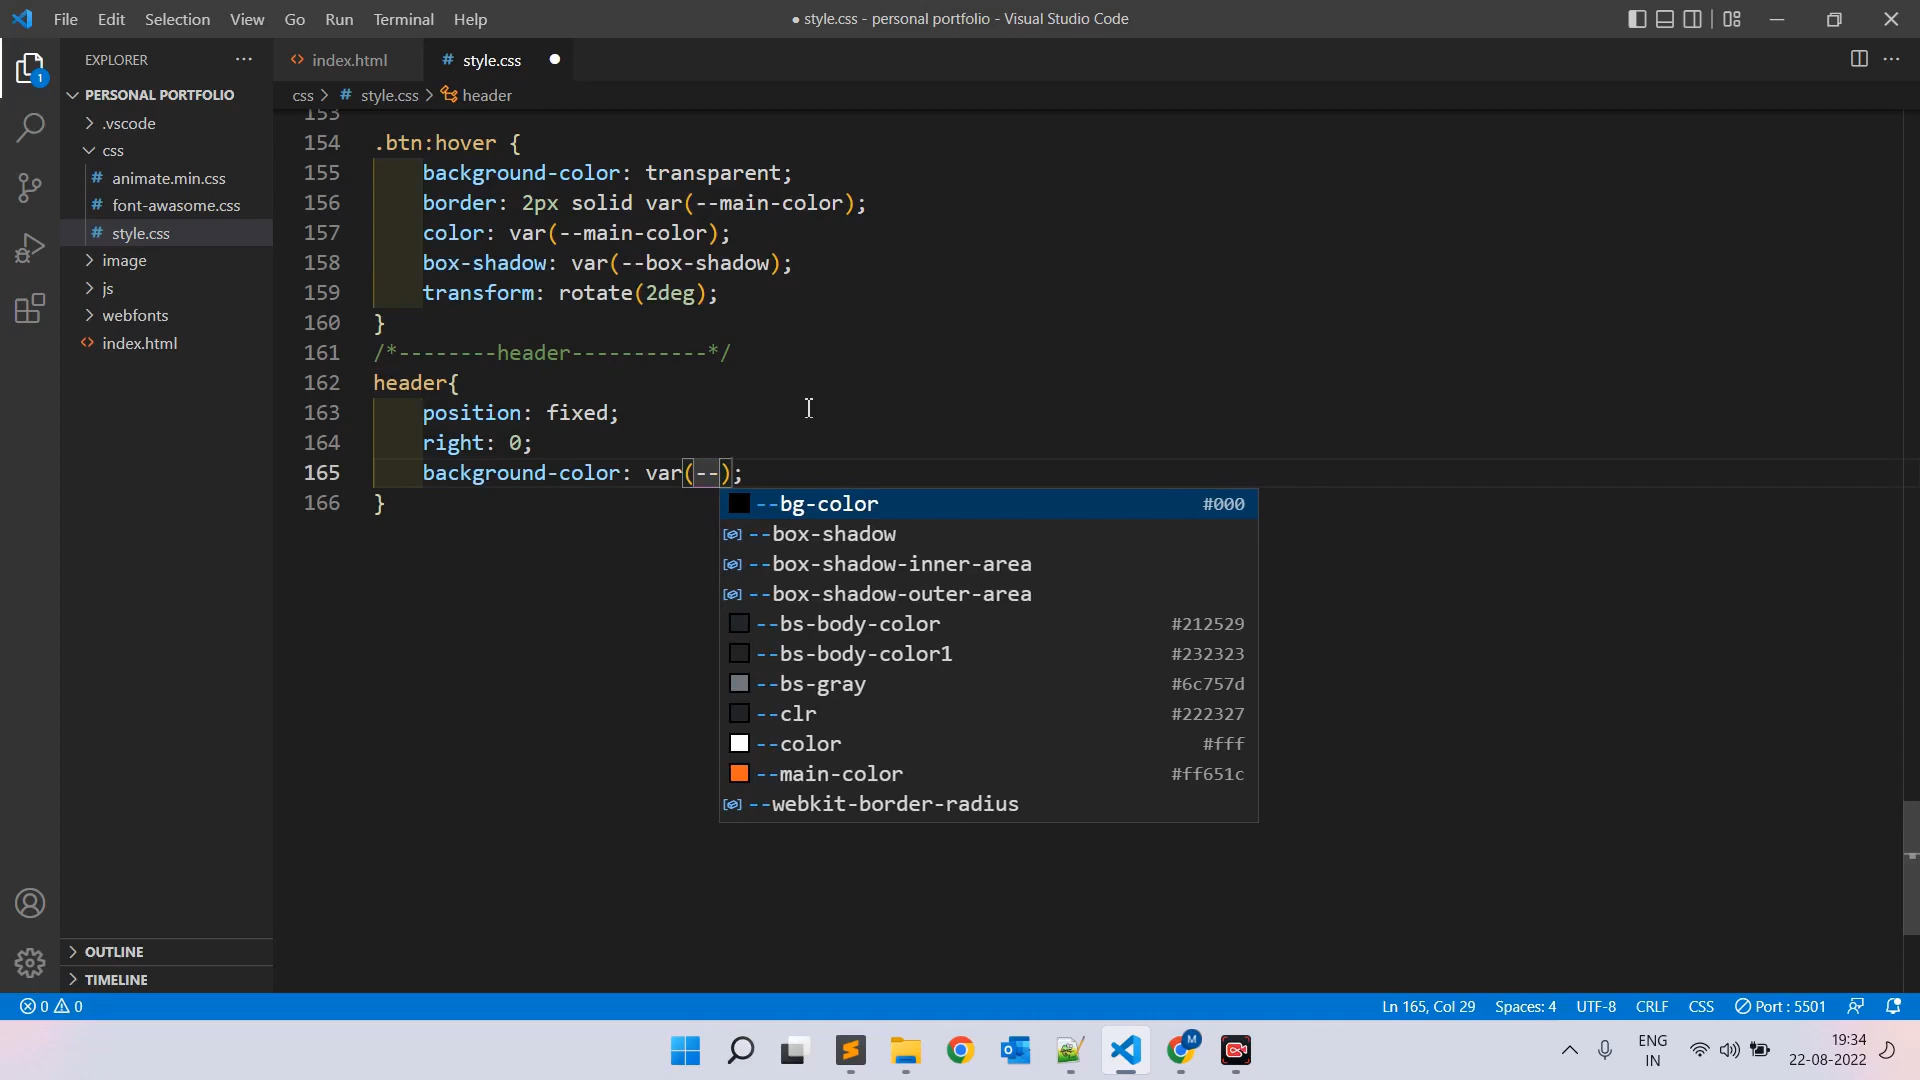 File Edit Selection View Go Run Terminal Help
● style.css - personal portfolio - Visual Studio Code
EXPLORER ...
index.html
# style.css
css > # style.css > header
PERSONAL PORTFOLIO
.vscode
css
# animate.min.css
# font-awasome.css
# style.css
image
js
webfonts
index.html
OUTLINE
TIMELINE
153
154 .btn:hover {
155 background-color: transparent;
156 border: 2px solid var(--main-color);
157 color: var(--main-color);
158 box-shadow: var(--box-shadow);
159 transform: rotate(2deg);
160 }
161 /*--------header-----------*/
162 header{
163 position: fixed;
164 right: 0;
165 background-color: var(--);
166 }
--bg-color #000
--box-shadow
--box-shadow-inner-area
--box-shadow-outer-area
--bs-body-color #212529
--bs-body-color1 #232323
--bs-gray #6c757d
--clr #222327
--color #fff
--main-color #ff651c
--webkit-border-radius
0 0
Ln 165, Col 29 Spaces: 4 UTF-8 CRLF CSS Port : 5501
1
M
ENG
IN
19:34
22-08-2022